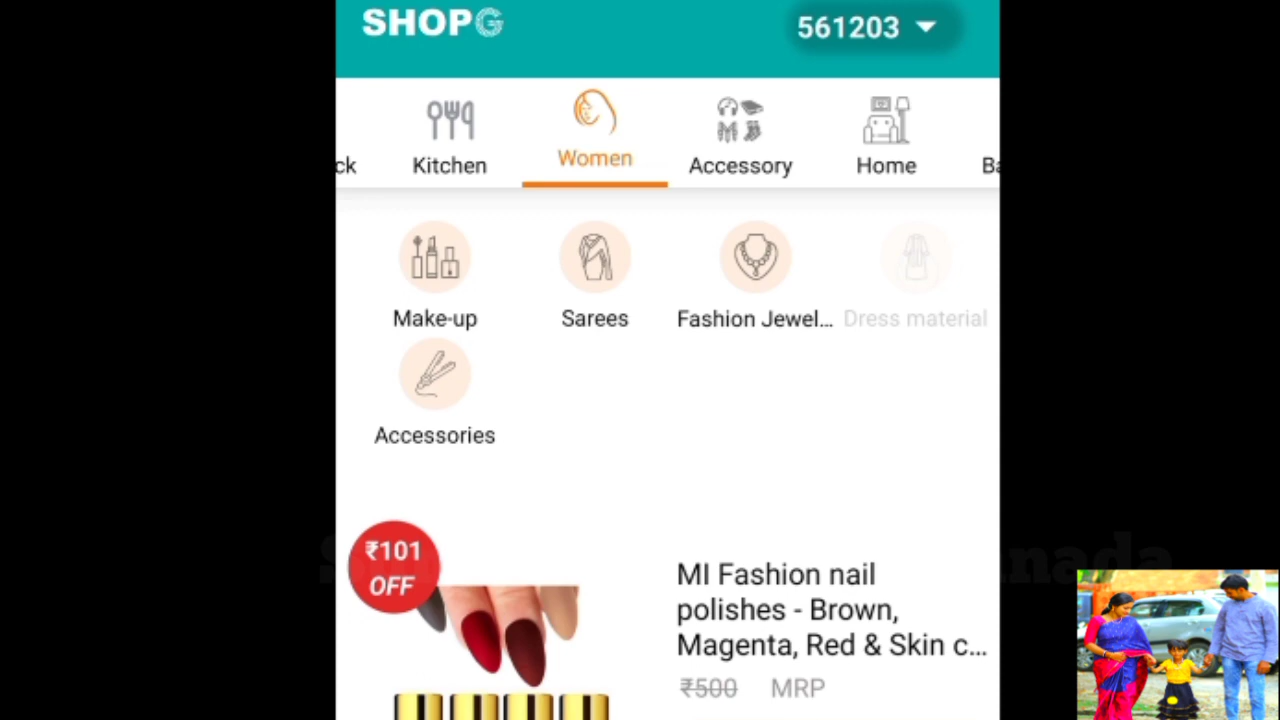 SHOPG
561203
ck
Kitchen
Women
Accessory
Home
Ba
Make-up
Sarees
Fashion Jewel...
Dress material
Accessories
₹101
OFF
MI Fashion nail
polishes - Brown,
Magenta, Red & Skin c...
₹500 MRP